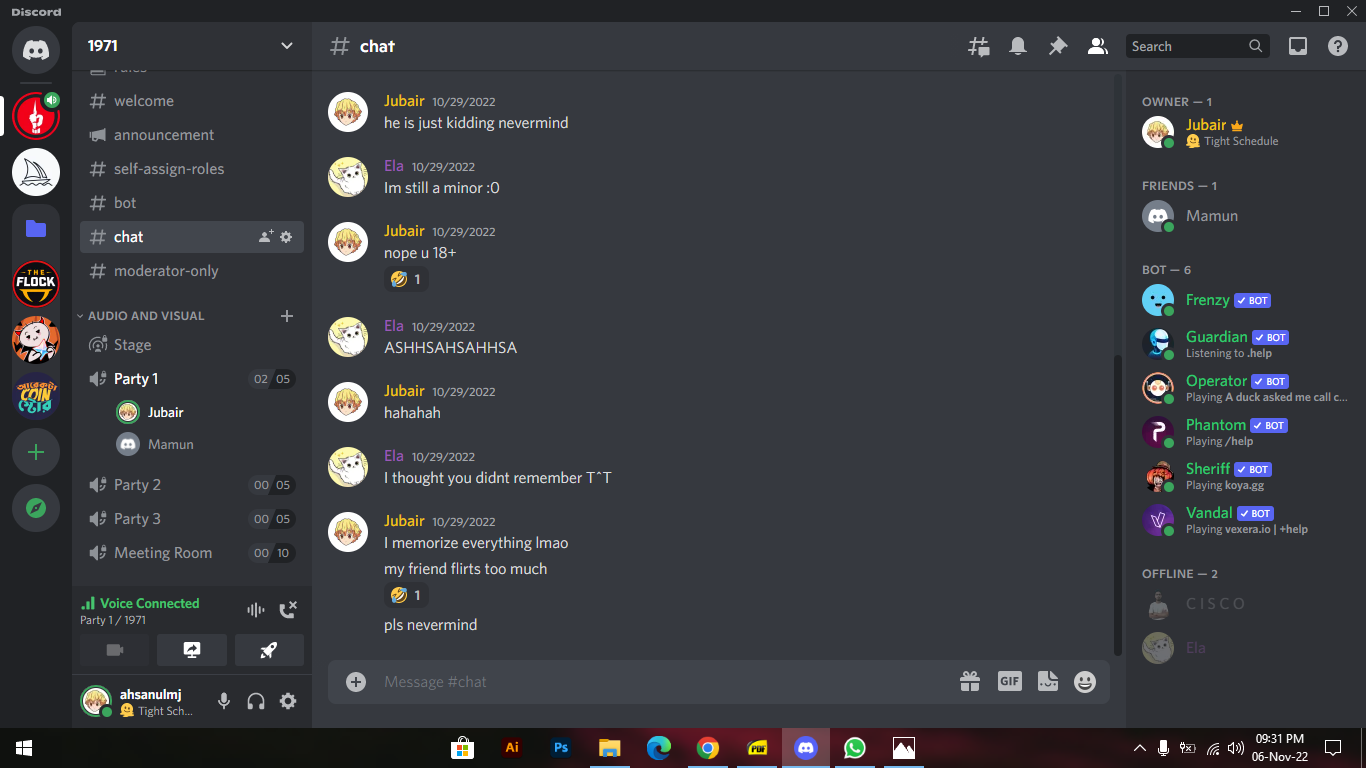 Discord
1971
rules
welcome
announcement
self-assign-roles
bot
chat
moderator-only
THE
FLOCK
AUDIO AND VISUAL
Stage
Party 1
02 05
Jubair
Mamun
COIN
Party 2
00 05
Party 3
00 05
Meeting Room
00 10
Voice Connected
Party 1 / 1971
ahsanulmj
🤗 Tight Sch...
# chat
Search
Jubair 10/29/2022
he is just kidding nevermind
Ela 10/29/2022
Im still a minor :0
Jubair 10/29/2022
nope u 18+
🤣 1
Ela 10/29/2022
ASHHSAHSAHHSA
Jubair 10/29/2022
hahahah
Ela 10/29/2022
I thought you didnt remember T^T
Jubair 10/29/2022
I memorize everything lmao
my friend flirts too much
🤣 1
pls nevermind
Message #chat
GIF
OWNER — 1
Jubair
🤗 Tight Schedule
FRIENDS — 1
Mamun
BOT — 6
Frenzy ✓ BOT
Guardian ✓ BOT
Listening to .help
Operator ✓ BOT
Playing A duck asked me call c...
Phantom ✓ BOT
Playing /help
Sheriff ✓ BOT
Playing koya.gg
Vandal ✓ BOT
Playing vexera.io | +help
OFFLINE — 2
C I S C O
Ela
Ai
Ps
PDF
09:31 PM
06-Nov-22